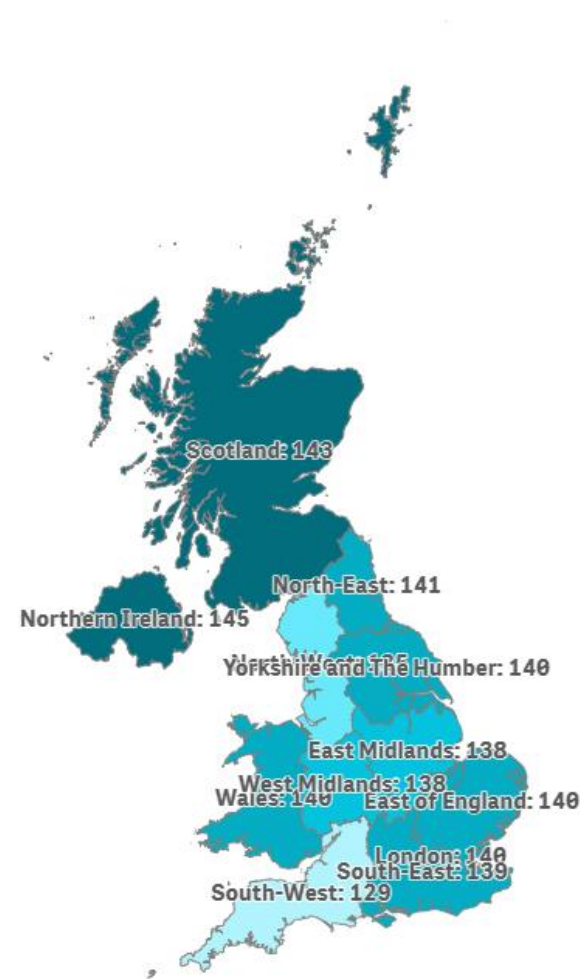 Scotland: 143
North-East: 141
Northern Ireland: 145
Yorkshire and The Humber: 140
East Midlands: 138
West Midlands: 138
Wales: 140
East of England: 140
London: 140
South-East: 139
South-West: 129